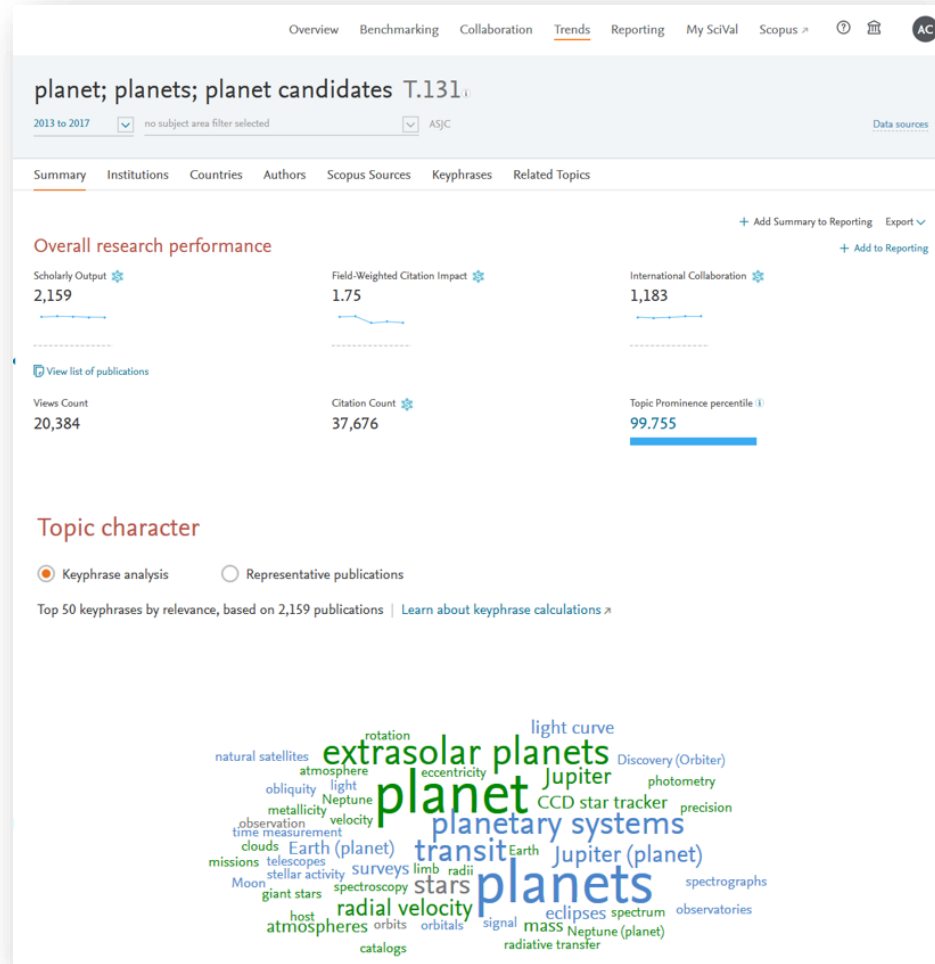 Overview Benchmarking Collaboration Trends Reporting My SciVal Scopus ↗ ? AC
planet; planets; planet candidates T.131 i
2013 to 2017 no subject area filter selected ASJC Data sources
Summary Institutions Countries Authors Scopus Sources Keyphrases Related Topics
+ Add Summary to Reporting Export
Overall research performance + Add to Reporting
Scholarly Output Field-Weighted Citation Impact International Collaboration
2,159 1.75 1,183
View list of publications
Views Count Citation Count Topic Prominence percentile i
20,384 37,676 99.755
Topic character
Keyphrase analysis Representative publications
Top 50 keyphrases by relevance, based on 2,159 publications | Learn about keyphrase calculations ↗
light curve
rotation
natural satellites extrasolar planets Discovery (Orbiter)
atmosphere eccentricity Jupiter photometry
obliquity light planet
Neptune CCD star tracker precision
metallicity velocity
observation planetary systems
time measurement
clouds Earth (planet) transit Earth Jupiter (planet)
missions telescopes surveys limb radii
stellar activity
Moon spectroscopy stars planets spectrographs
giant stars
host radial velocity eclipses spectrum observatories
atmospheres orbits orbitals signal mass Neptune (planet)
catalogs radiative transfer